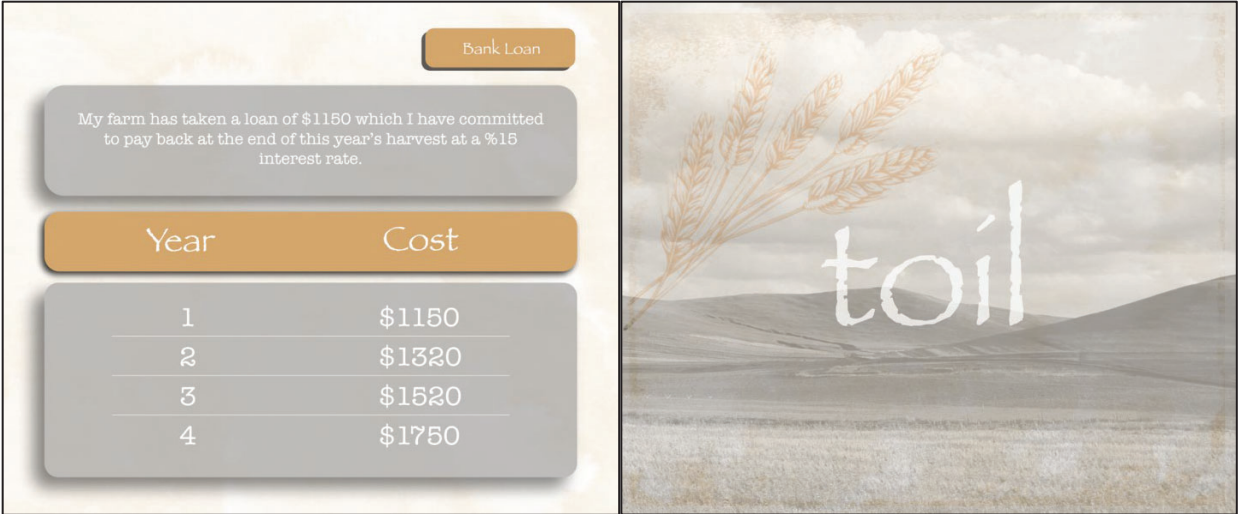 Bank Loan
My farm has taken a loan of $1150 which I have committed
to pay back at the end of this year's harvest at a %15
interest rate.
Year Cost
1 $1150
2 $1320
3 $1520
4 $1750
toil